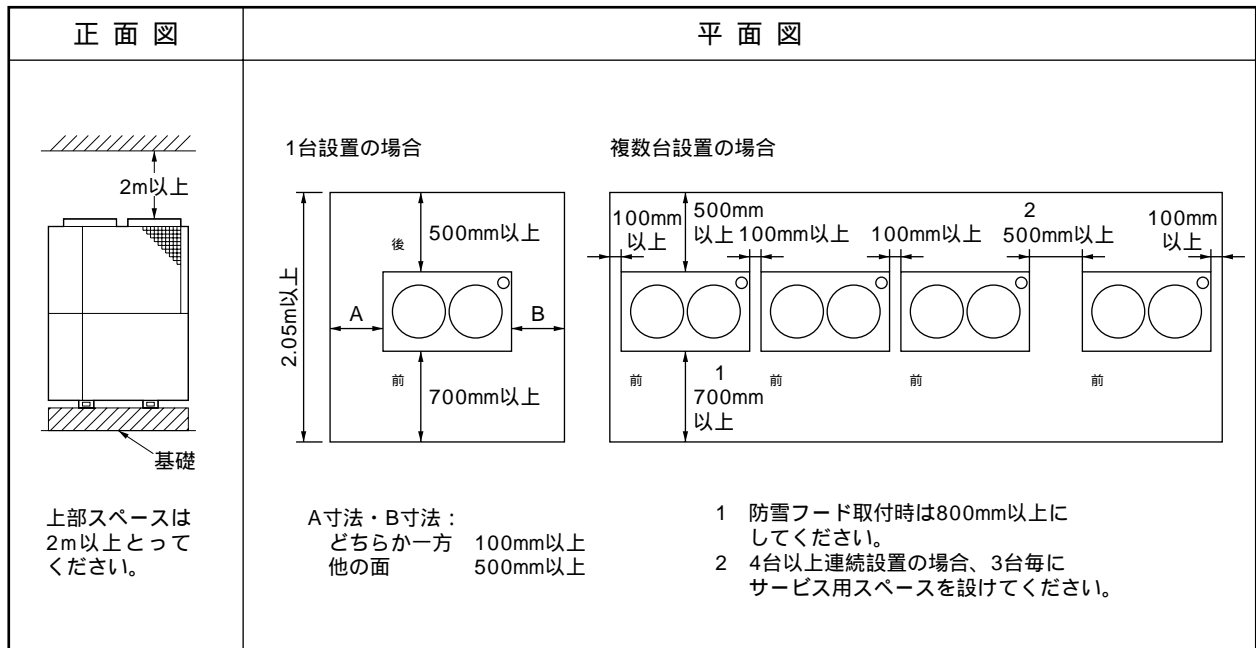 正 面 図
平 面 図
2m以上
基礎
上部スペースは
2m以上とって
ください。
1台設置の場合
2.05m以上
後
500mm以上
A
B
前
700mm以上
A寸法・B寸法：
どちらか一方 100mm以上
他の面 500mm以上
複数台設置の場合
100mm
以上
500mm
以上
100mm以上
100mm以上
2
500mm以上
100mm
以上
前
1
700mm
以上
前
前
前
1 防雪フード取付時は800mm以上に
してください。
2 4台以上連続設置の場合、3台毎に
サービス用スペースを設けてください。